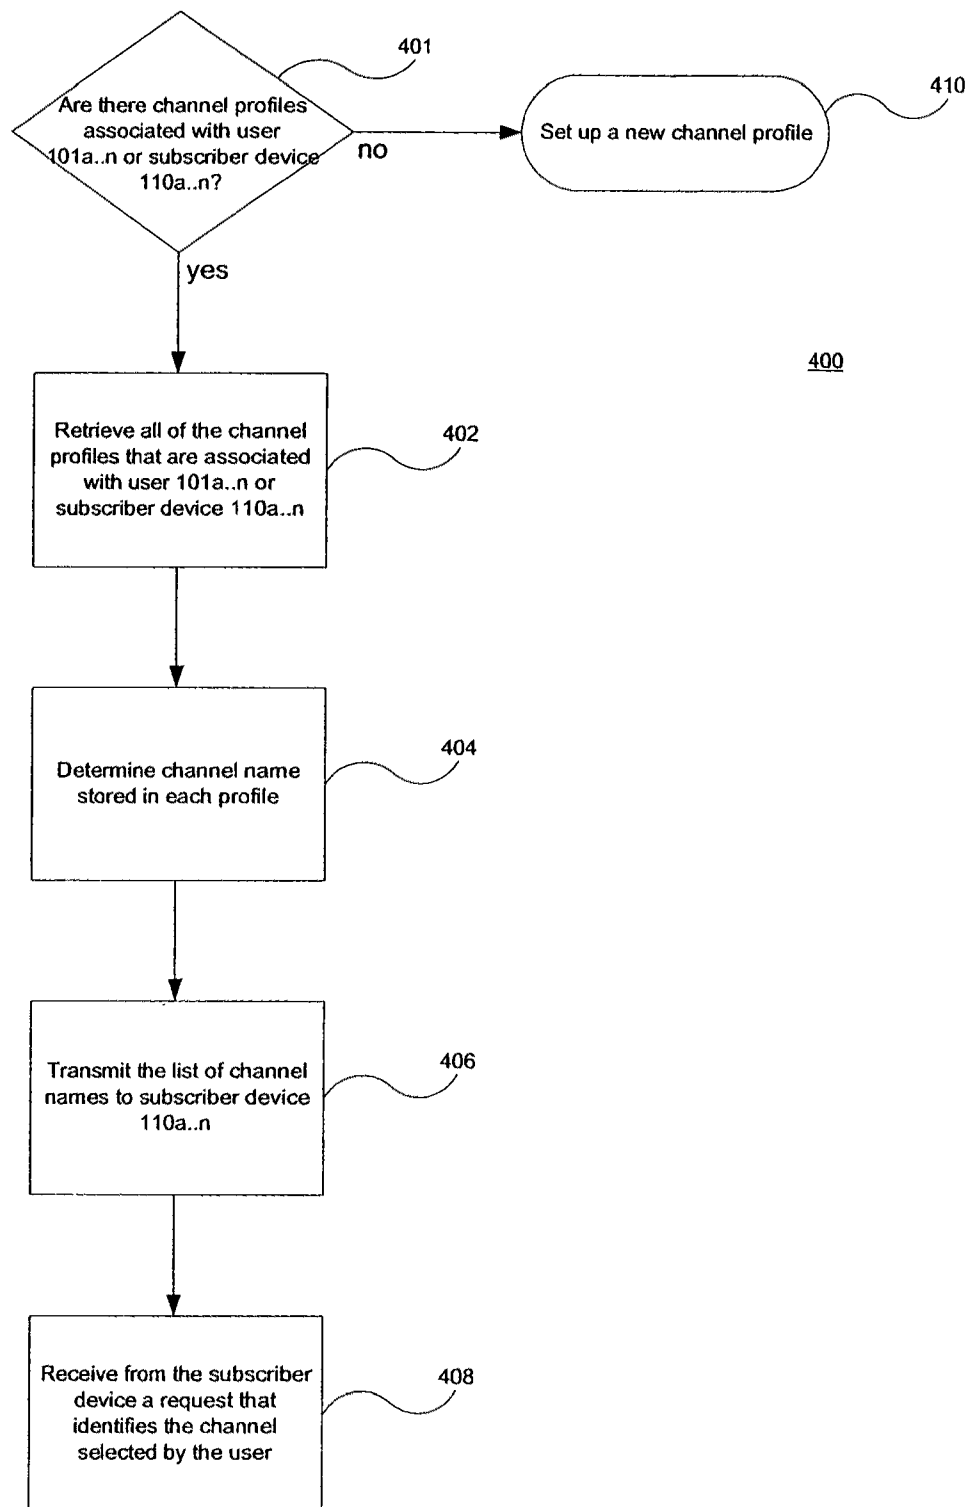 401
Are there channel profiles
associated with user
101a..n or subscriber device
110a..n?
no
410
Set up a new channel profile
yes
400
402
Retrieve all of the channel
profiles that are associated
with user 101a..n or
subscriber device 110a..n
404
Determine channel name
stored in each profile
406
Transmit the list of channel
names to subscriber device
110a..n
408
Receive from the subscriber
device a request that
identifies the channel
selected by the user